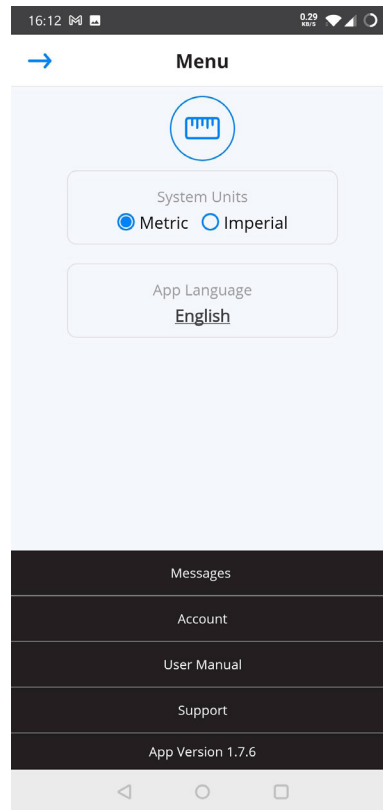 16:12
0.29
KB/S
Menu
System Units
Metric Imperial
App Language
English
Messages
Account
User Manual
Support
App Version 1.7.6